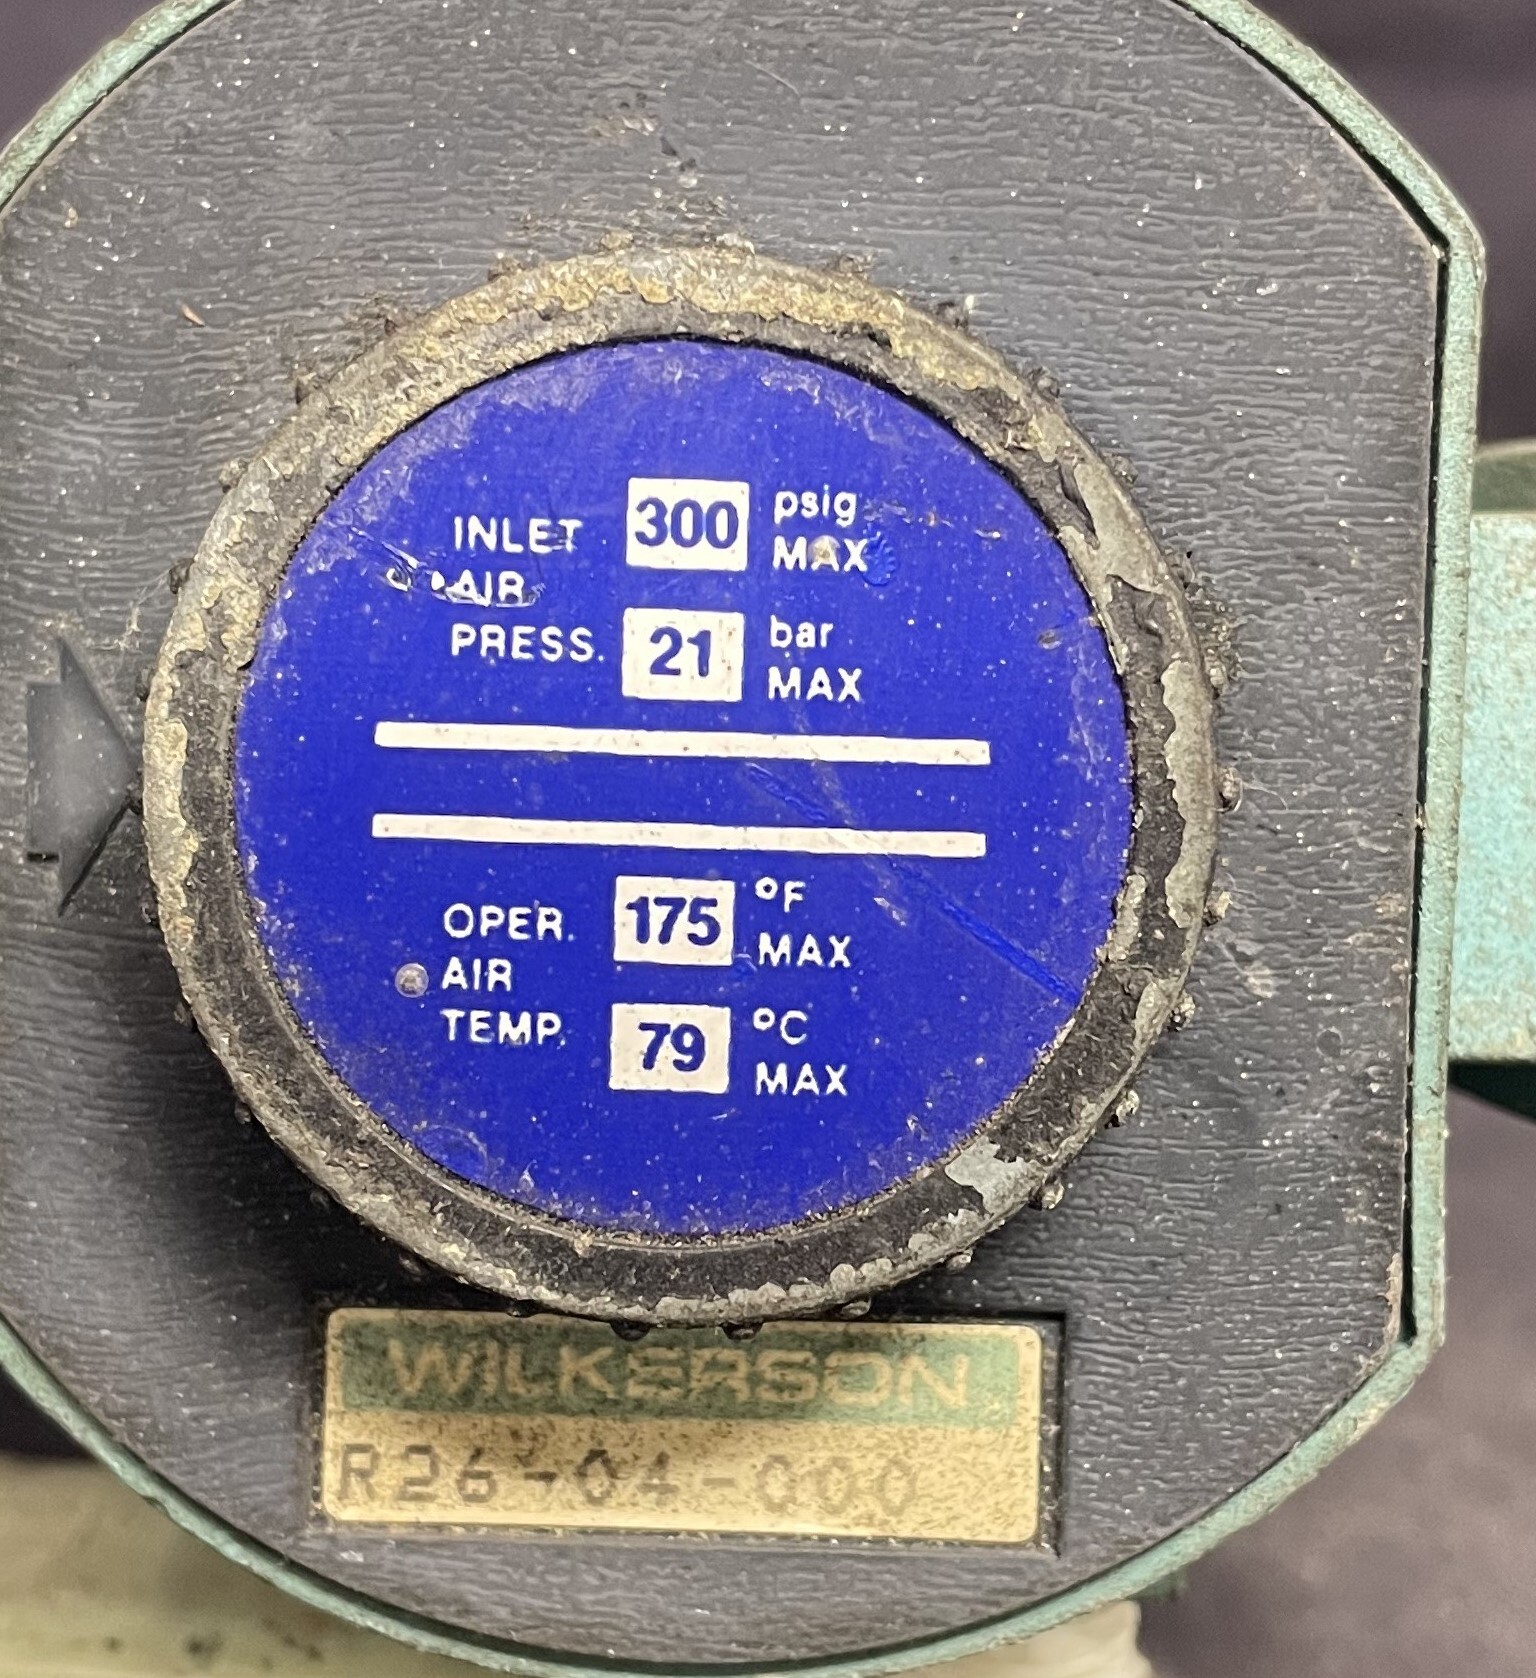 INLET 300 psig
AIR MAX
PRESS. 21 bar
MAX
OPER. 175 °F
AIR MAX
TEMP. 79 °C
MAX
WILKERSON
R26-04-000